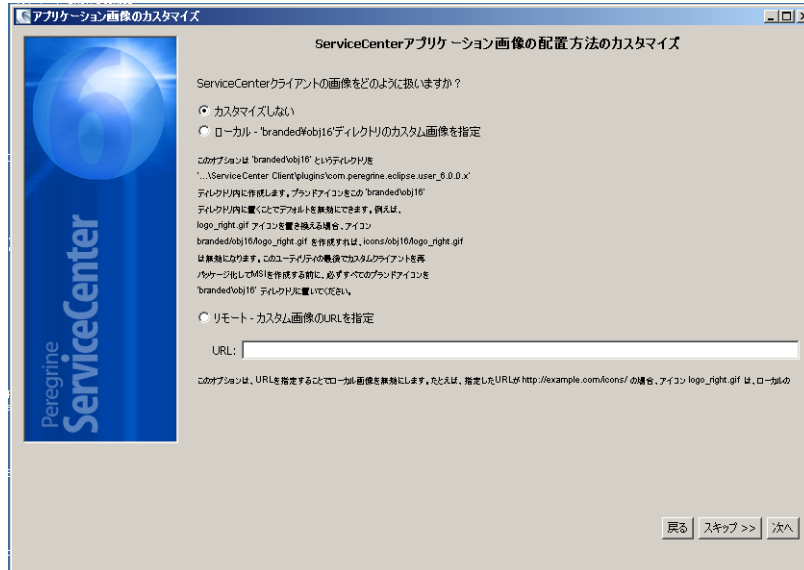 アプリケーション画像のカスタマイズ
ServiceCenterアプリケーション画像の配置方法のカスタマイズ
ServiceCenterクライアントの画像をどのように扱いますか?
カスタマイズしない
ローカル - 'branded¥obj16'ディレクトリのカスタム画像を指定
このオプションは 'branded\obj16' というディレクトリを
'...\ServiceCenter Client\plugins\com.peregrine.eclipse.user_6.0.0.x'
ディレクトリ内に作成します。ブランドアイコンをこの 'branded\obj16'
ディレクトリ内に置くことでデフォルトを無効にできます。例えば、
logo_right.gif アイコンを置き換える場合、アイコン
branded/obj16/logo_right.gif を作成すれば、icons/obj16/logo_right.gif
は無効になります。このユーティリティの最後でカスタムクライアントを再
パッケージ化してMSIを作成する前に、必ずすべてのブランドアイコンを
'branded\obj16' ディレクトリに置いてください。
リモート - カスタム画像のURLを指定
URL:
このオプションは、URLを指定することでローカル画像を無効にします。たとえば、指定したURLが http://example.com/icons/ の場合、アイコン logo_right.gif は、ローカルの
6
Peregrine
ServiceCenter
戻る スキップ >> 次へ